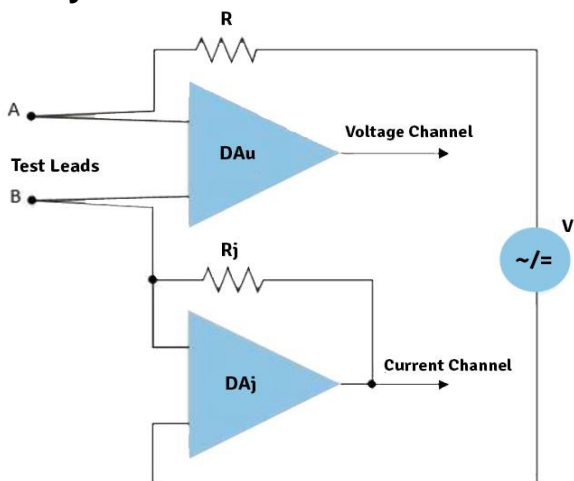 R
A
DAu
Voltage Channel
Test Leads
B
V
~/=
Rj
DAj
Current Channel